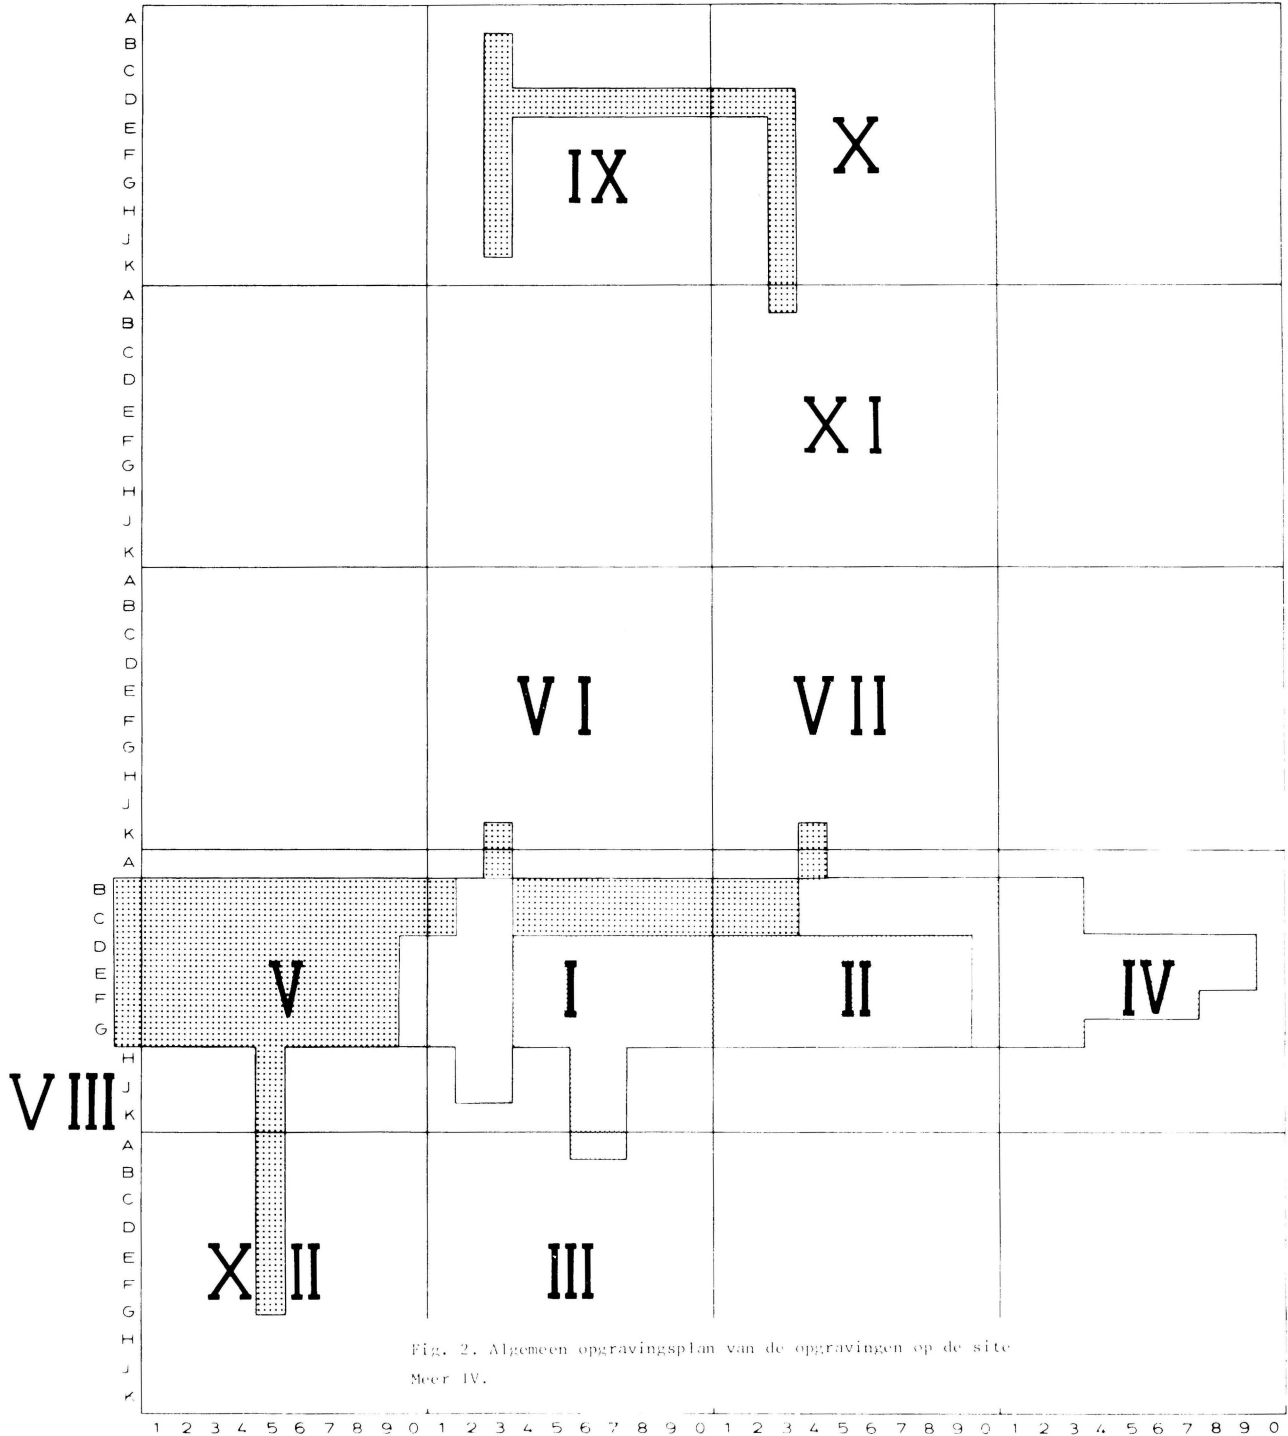 A
B
C
D
E
F
G
H
J
K
A
B
C
D
E
F
G
H
J
K
A
B
C
D
E
F
G
H
J
K
A
B
C
D
E
F
G
H
J
K
A
B
C
D
E
F
G
H
J
K
IX
X
XI
VI
VII
V
I
II
IV
VIII
XII
III
Fig. 2. Algemeen opgravingsplan van de opgravingen op de site
Meer IV.
1 2 3 4 5 6 7 8 9 0 1 2 3 4 5 6 7 8 9 0 1 2 3 4 5 6 7 8 9 0 1 2 3 4 5 6 7 8 9 0